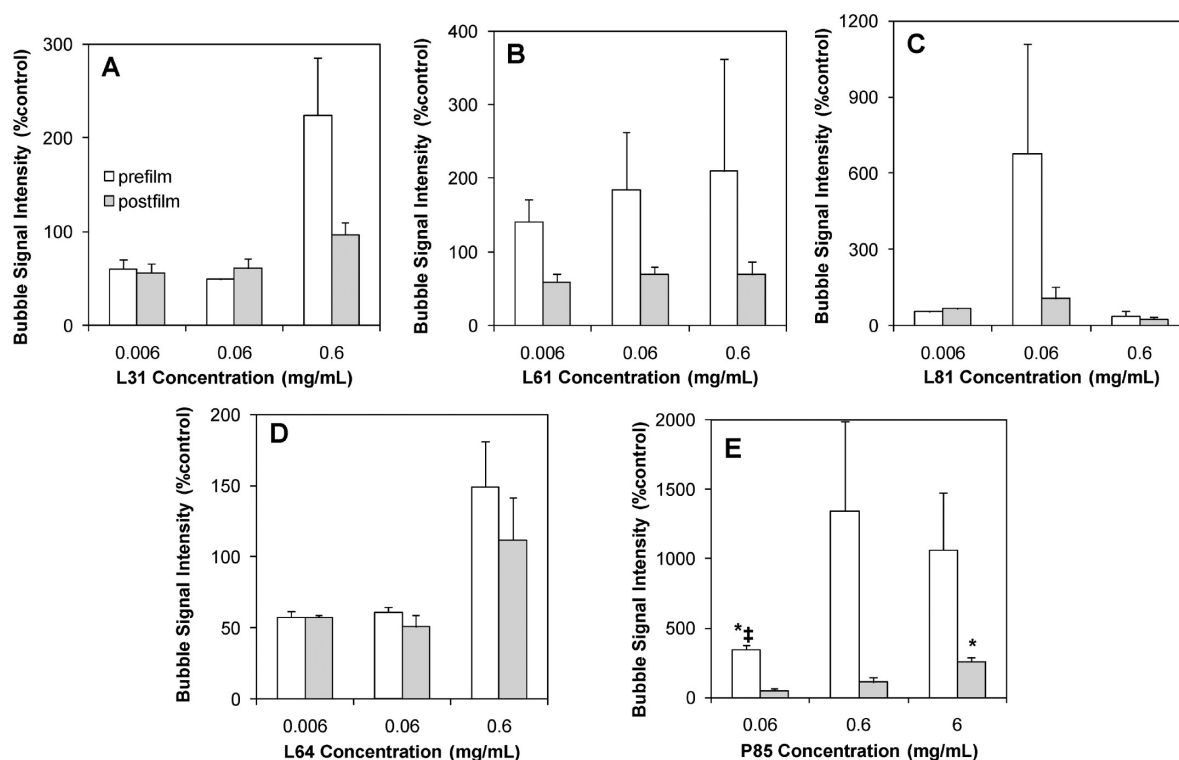 A
Bubble Signal Intensity (%control)
300
200
100
0
prefilm
postfilm
0.006 0.06 0.6
L31 Concentration (mg/mL)
B
Bubble Signal Intensity (%control)
400
300
200
100
0
0.006 0.06 0.6
L61 Concentration (mg/mL)
C
Bubble Signal Intensity (%control)
1200
900
600
300
0
0.006 0.06 0.6
L81 Concentration (mg/mL)
D
Bubble Signal Intensity (%control)
200
150
100
50
0
0.006 0.06 0.6
L64 Concentration (mg/mL)
E
Bubble Signal Intensity (%control)
2000
1500
1000
500
0
*‡
*
0.06 0.6 6
P85 Concentration (mg/mL)